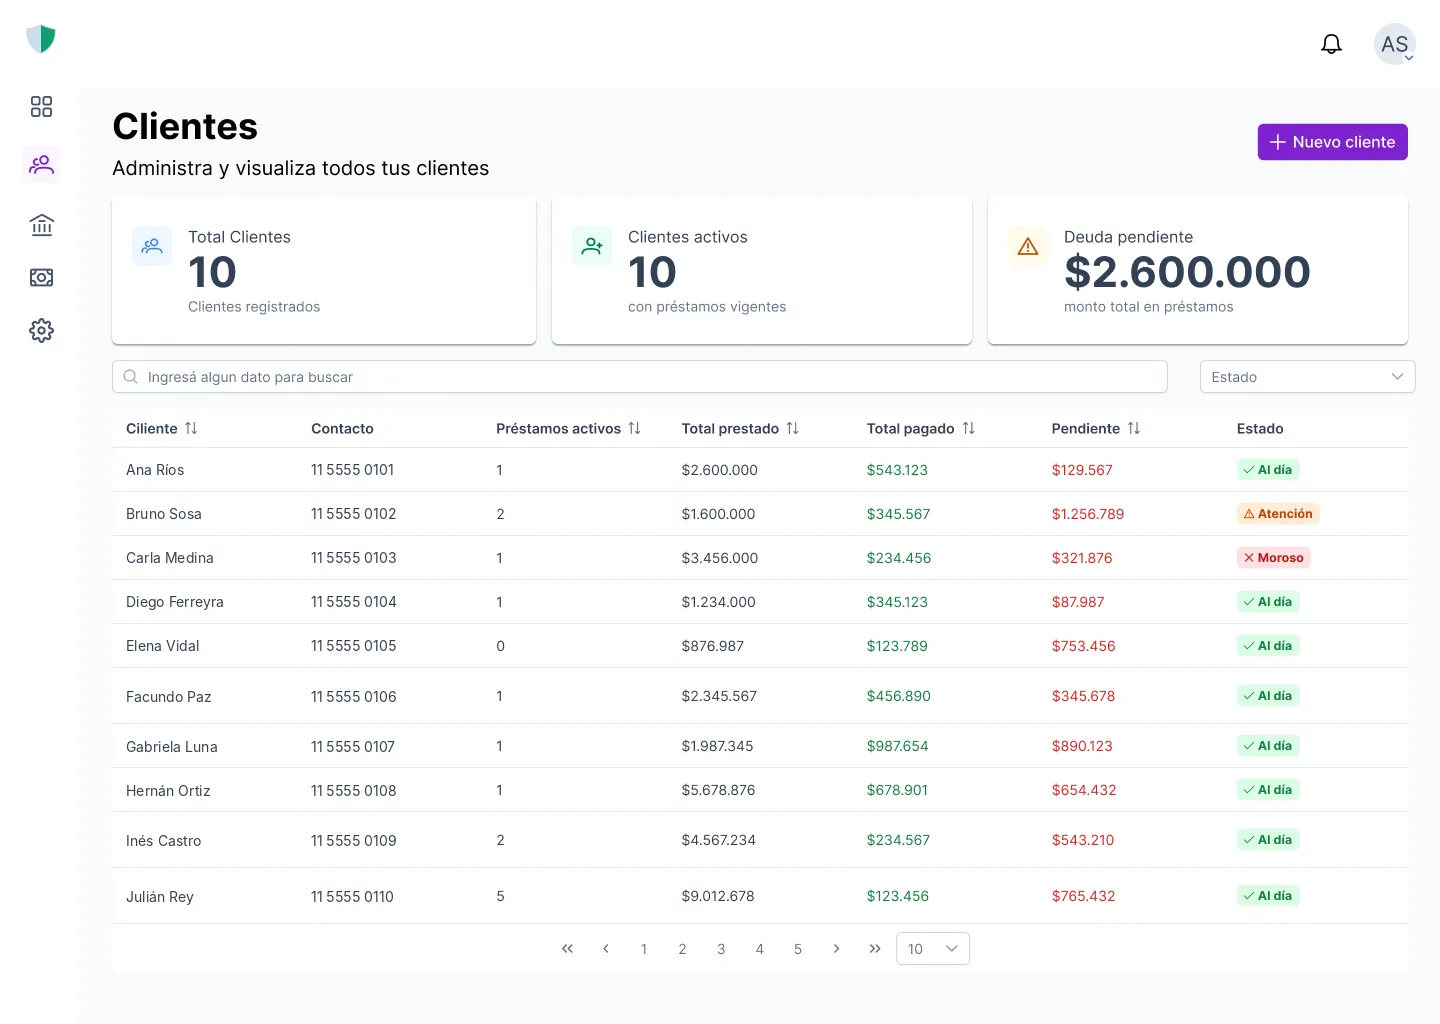 AS
Clientes
Administra y visualiza todos tus clientes
Nuevo cliente
Total Clientes
10
Clientes registrados
Clientes activos
10
con préstamos vigentes
Deuda pendiente
$2.600.000
monto total en préstamos
Ingresá algun dato para buscar
Estado
Ciliente Contacto Préstamos activos Total prestado Total pagado Pendiente Estado
Ana Ríos 11 5555 0101 1 $2.600.000 $543.123 $129.567 Al día
Bruno Sosa 11 5555 0102 2 $1.600.000 $345.567 $1.256.789 Atención
Carla Medina 11 5555 0103 1 $3.456.000 $234.456 $321.876 Moroso
Diego Ferreyra 11 5555 0104 1 $1.234.000 $345.123 $87.987 Al día
Elena Vidal 11 5555 0105 0 $876.987 $123.789 $753.456 Al día
Facundo Paz 11 5555 0106 1 $2.345.567 $456.890 $345.678 Al día
Gabriela Luna 11 5555 0107 1 $1.987.345 $987.654 $890.123 Al día
Hernán Ortiz 11 5555 0108 1 $5.678.876 $678.901 $654.432 Al día
Inés Castro 11 5555 0109 2 $4.567.234 $234.567 $543.210 Al día
Julián Rey 11 5555 0110 5 $9.012.678 $123.456 $765.432 Al día
1 2 3 4 5 10